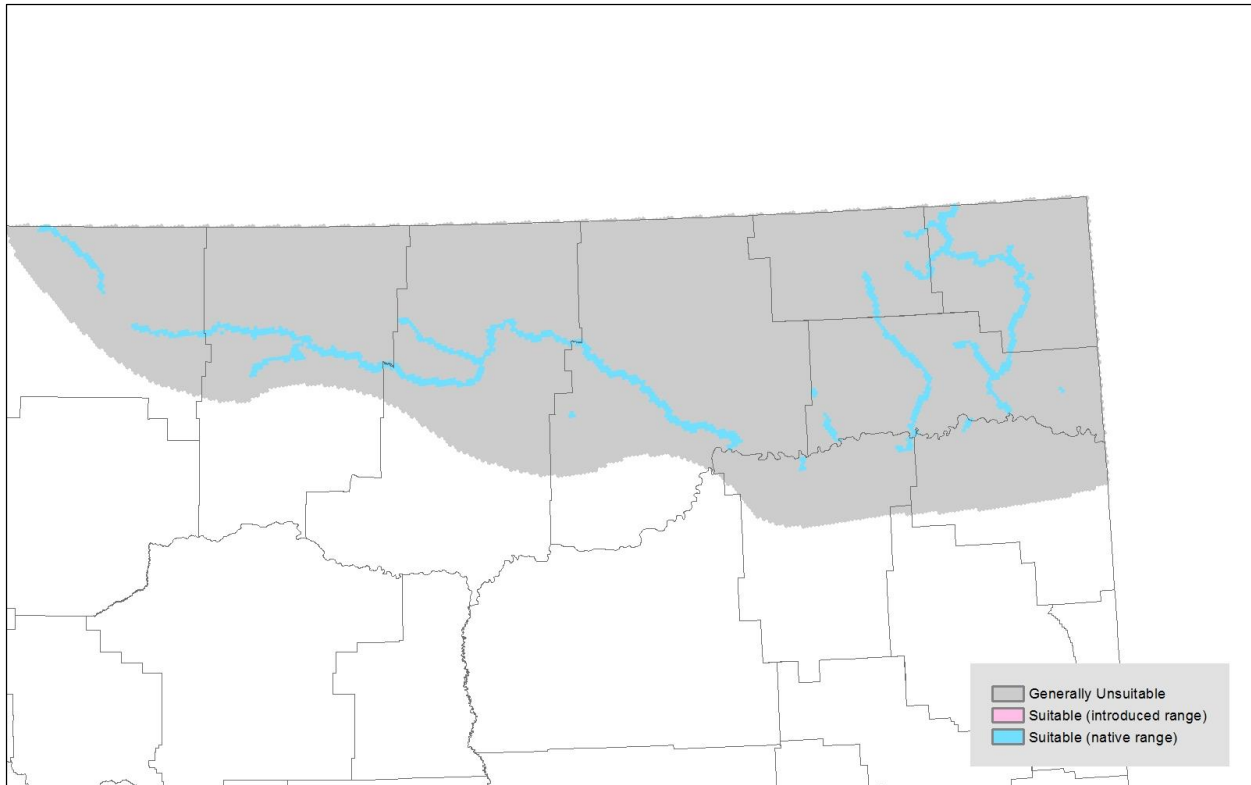 Generally Unsuitable
Suitable (introduced range)
Suitable (native range)